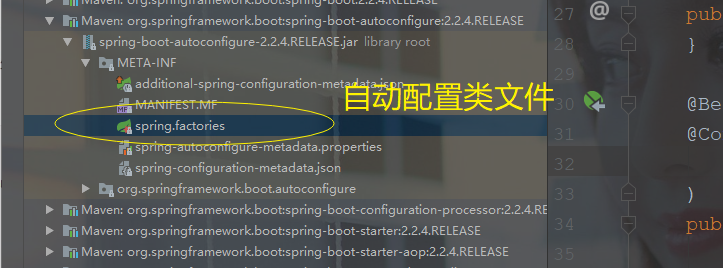 Maven: org.springframework.boot:spring-boot:2.2.4.RELEASE
Maven: org.springframework.boot:spring-boot-autoconfigure:2.2.4.RELEASE
spring-boot-autoconfigure-2.2.4.RELEASE.jar library root
META-INF
additional-spring-configuration-metadata.json
MANIFEST.MF
spring.factories
spring-autoconfigure-metadata.properties
spring-configuration-metadata.json
org.springframework.boot.autoconfigure
Maven: org.springframework.boot:spring-boot-configuration-processor:2.2.4.RE
Maven: org.springframework.boot:spring-boot-starter:2.2.4.RELEASE
Maven: org.springframework.boot:spring-boot-starter-aop:2.2.4.RELEASE
自动配置类文件
27 @ pub
28 }
29
30 @Be
31 @Co
32
33 )
34 pub
35